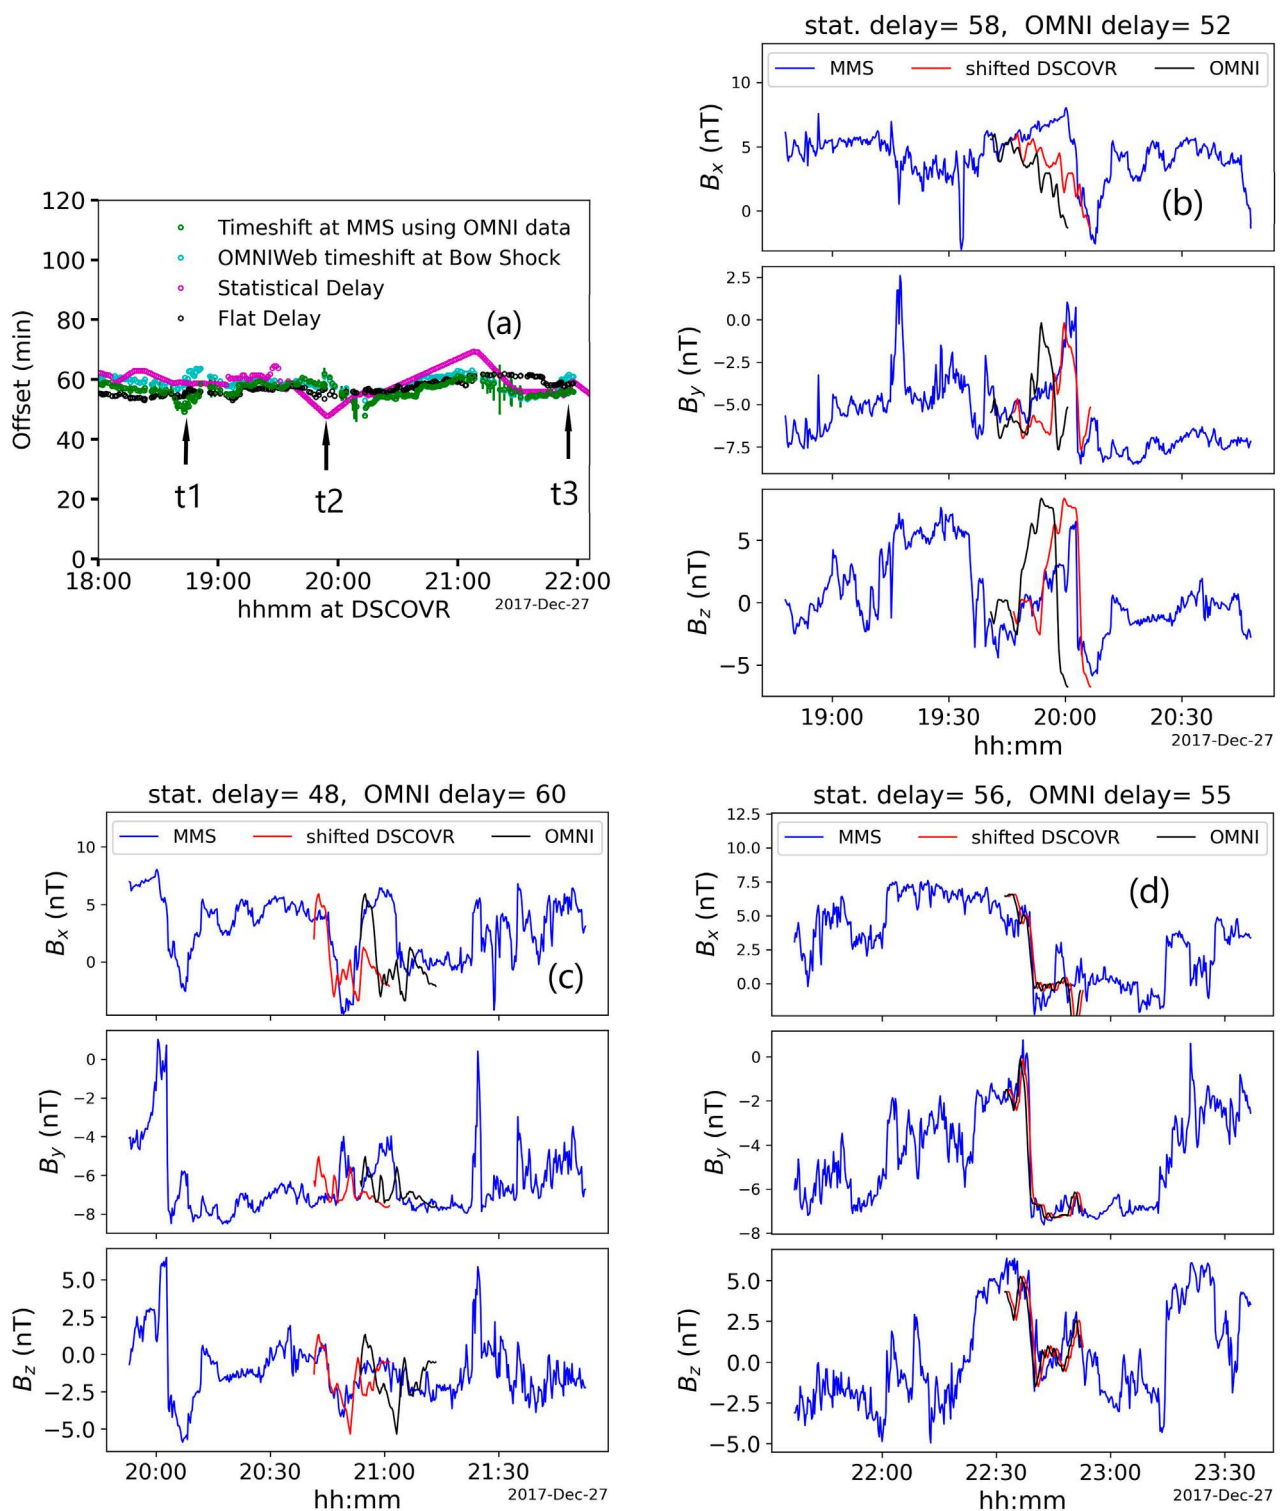 120
100
80
60
40
20
0
Offset (min)
Timeshift at MMS using OMNI data
OMNIWeb timeshift at Bow Shock
Statistical Delay
Flat Delay
(a)
t1
t2
t3
18:00 19:00 20:00 21:00 22:00
hhmm at DSCOVR
2017-Dec-27
stat. delay= 58, OMNI delay= 52
MMS shifted DSCOVR OMNI
10
5
0
Bx (nT)
(b)
2.5
0.0
−2.5
−5.0
−7.5
By (nT)
5
0
−5
Bz (nT)
19:00 19:30 20:00 20:30
hh:mm
2017-Dec-27
stat. delay= 48, OMNI delay= 60
MMS shifted DSCOVR OMNI
10
5
0
Bx (nT)
(c)
0
−2
−4
−6
−8
By (nT)
5.0
2.5
0.0
−2.5
−5.0
Bz (nT)
20:00 20:30 21:00 21:30
hh:mm
2017-Dec-27
stat. delay= 56, OMNI delay= 55
MMS shifted DSCOVR OMNI
12.5
10.0
7.5
5.0
2.5
0.0
Bx (nT)
(d)
0
−2
−4
−6
−8
By (nT)
5.0
2.5
0.0
−2.5
−5.0
Bz (nT)
22:00 22:30 23:00 23:30
hh:mm
2017-Dec-27